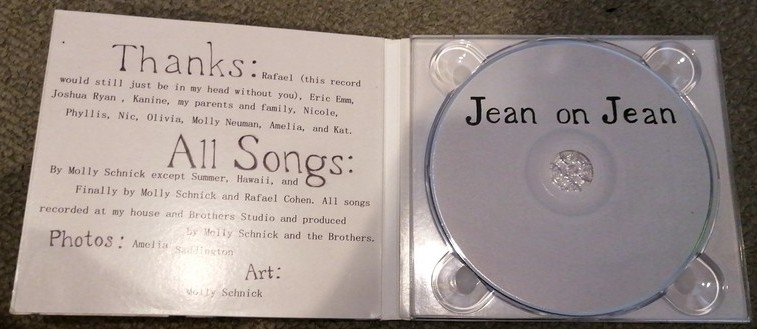 Thanks: Rafael (this record
would still just be in my head without you), Eric Emm,
Joshua Ryan , Kanine, my parents and family, Nicole,
Phyllis, Nic, Olivia, Molly Neuman, Amelia, and Kat.
All Songs:
By Molly Schnick except Summer, Hawaii, and
Finally by Molly Schnick and Rafael Cohen. All songs
recorded at my house and Brothers Studio and produced
by Molly Schnick and the Brothers.
Photos: Amelia Saddington
Art:
Molly Schnick
Jean on Jean